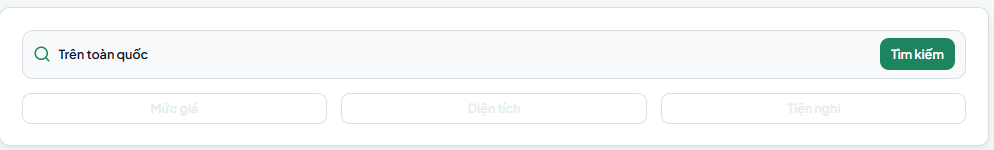 Trên toàn quốc
Tìm kiếm
Mức giá
Diện tích
Tiện nghi